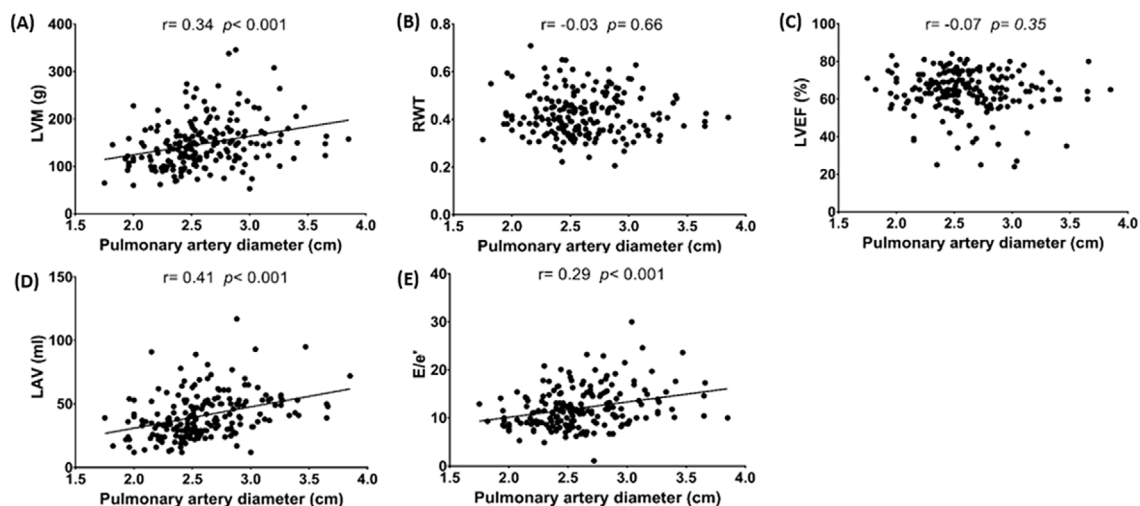 (A)
r= 0.34 p< 0.001
LVM (g)
400
300
200
100
0
1.5 2.0 2.5 3.0 3.5 4.0
Pulmonary artery diameter (cm)
(B)
r= -0.03 p= 0.66
RWT
0.8
0.6
0.4
0.2
0.0
1.5 2.0 2.5 3.0 3.5 4.0
Pulmonary artery diameter (cm)
(C)
r= -0.07 p= 0.35
LVEF (%)
100
80
60
40
20
0
1.5 2.0 2.5 3.0 3.5 4.0
Pulmonary artery diameter (cm)
(D)
r= 0.41 p< 0.001
LAV (ml)
150
100
50
0
1.5 2.0 2.5 3.0 3.5 4.0
Pulmonary artery diameter (cm)
(E)
r= 0.29 p< 0.001
E/e'
40
30
20
10
0
1.5 2.0 2.5 3.0 3.5 4.0
Pulmonary artery diameter (cm)